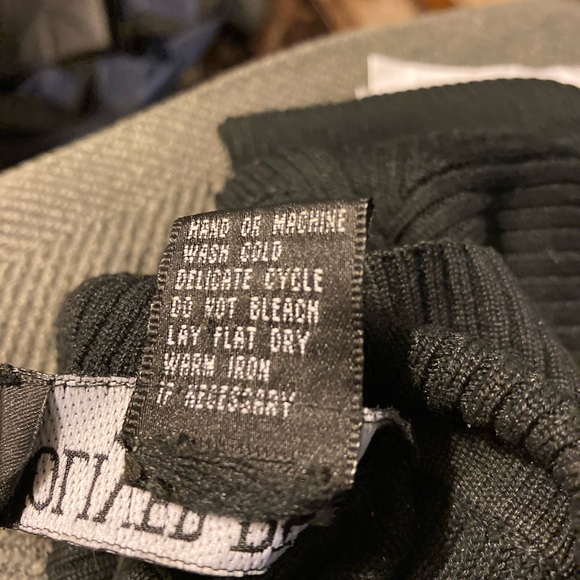 HAND OR MACHINE
WASH COLD
DELICATE CYCLE
DO NOT BLEACH
LAY FLAT DRY
WARM IRON
IF NECESSARY